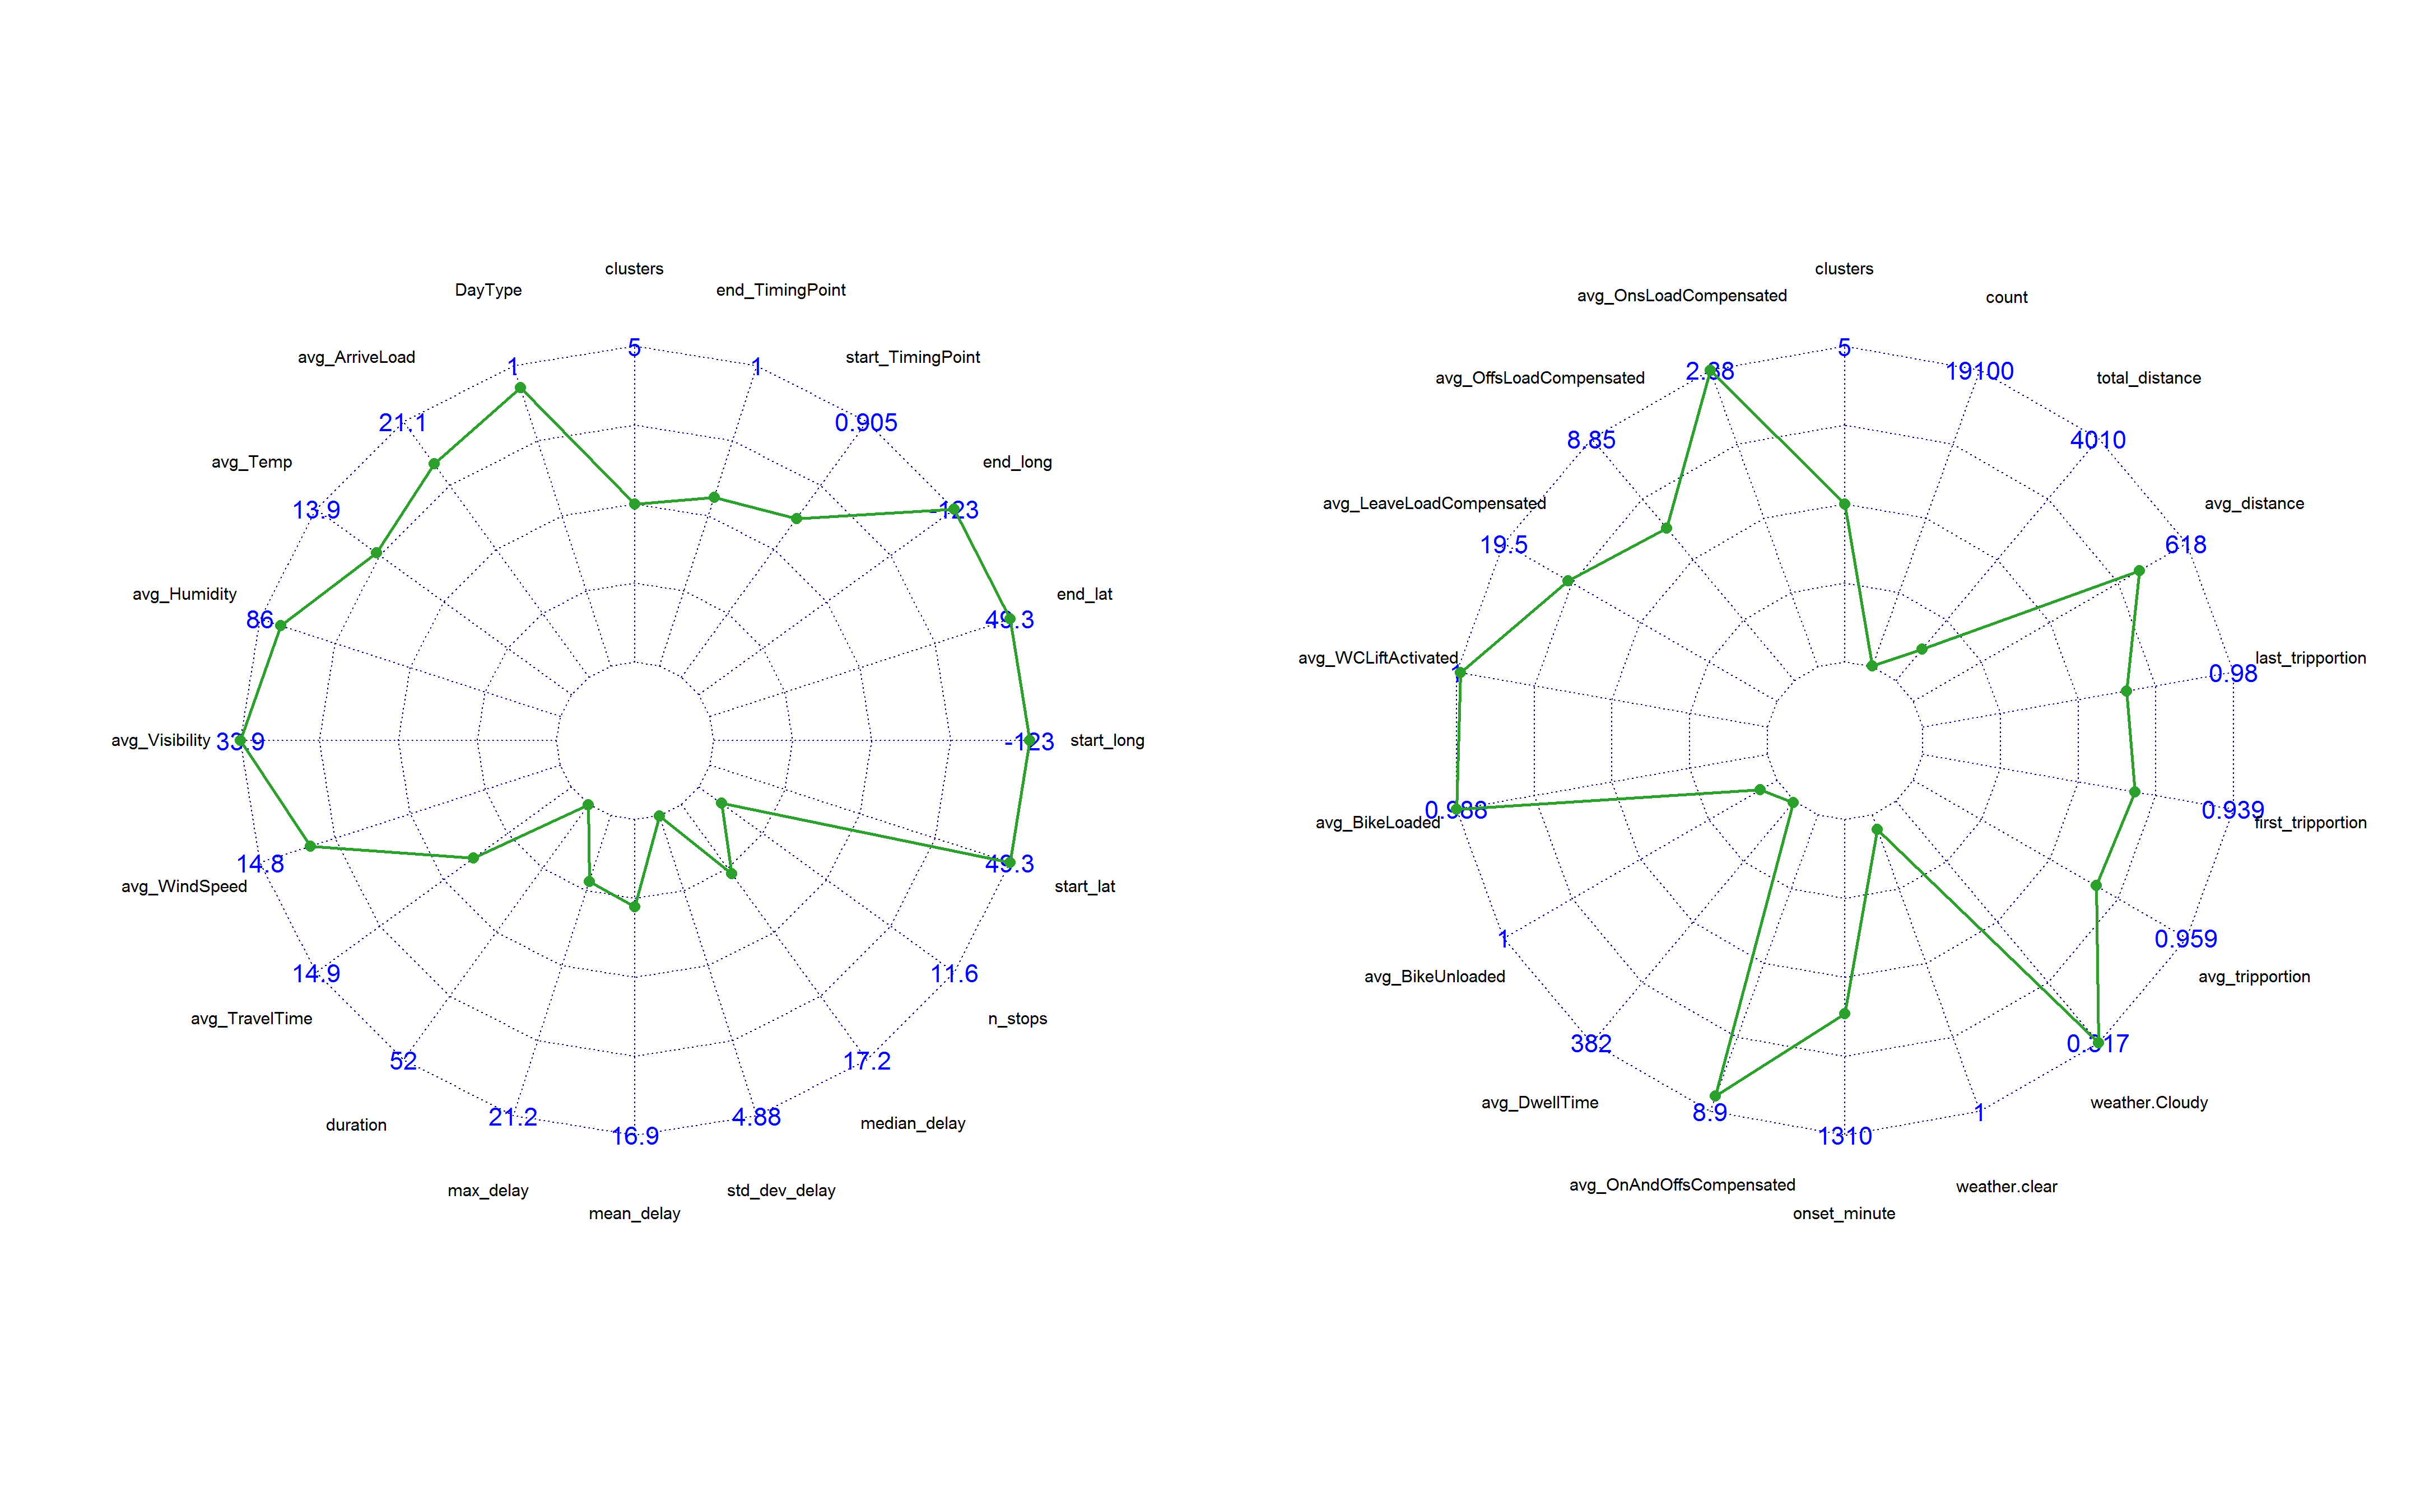 clusters
DayType
end_TimingPoint
avg_ArriveLoad
start_TimingPoint
avg_Temp
end_long
avg_Humidity
end_lat
avg_Visibility
start_long
avg_WindSpeed
start_lat
avg_TravelTime
n_stops
duration
median_delay
max_delay
std_dev_delay
mean_delay
5
1
1
21.1
0.905
13.9
-123
86
49.3
33.9
-123
14.8
49.3
14.9
11.6
52
17.2
21.2
4.88
16.9
clusters
avg_OnsLoadCompensated
count
avg_OffsLoadCompensated
total_distance
avg_LeaveLoadCompensated
avg_distance
avg_WCLiftActivated
last_tripportion
avg_BikeLoaded
first_tripportion
avg_BikeUnloaded
avg_tripportion
avg_DwellTime
weather.Cloudy
avg_OnAndOffsCompensated
weather.clear
onset_minute
5
19100
8.85
4010
19.5
618
1
0.98
0.988
0.939
1
0.959
382
8.9
1
1310